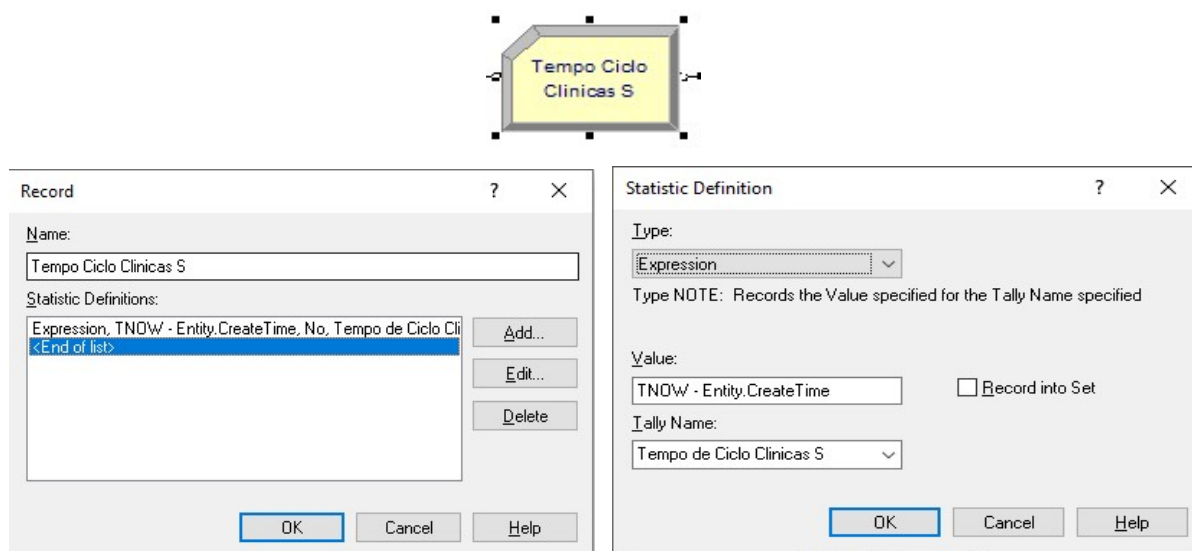 Tempo Ciclo
Clinicas S
Record
?
Name:
Tempo Ciclo Clinicas S
Statistic Definitions:
Expression, TNOW - Entity.CreateTime, No, Tempo de Ciclo Cli
<End of list>
Add...
Edit...
Delete
OK
Cancel
Help
Statistic Definition
?
Type:
Expression
Type NOTE: Records the Value specified for the Tally Name specified
Value:
TNOW - Entity.CreateTime
Record into Set
Tally Name:
Tempo de Ciclo Clinicas S
OK
Cancel
Help